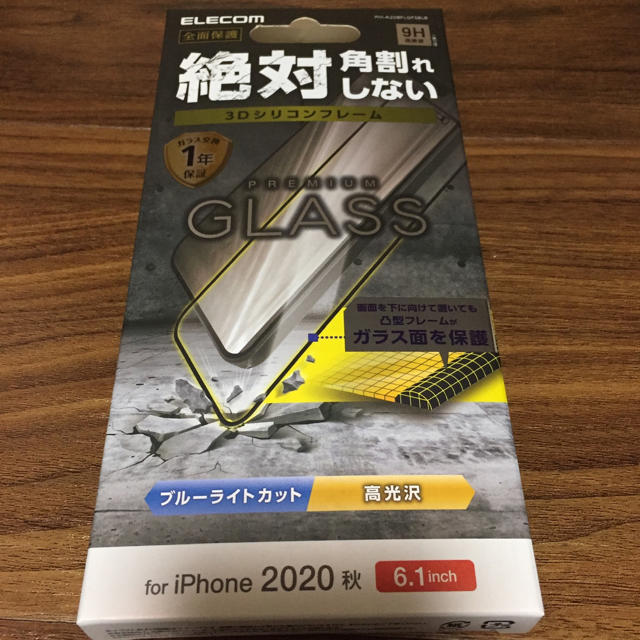 ELECOM
全面保護
9H
絶対角割れしない
3Dシリコンフレーム
ガラス交換
1年
保証
PREMIUM
GLASS
画面を下に向けて置いても
凸型フレームが
ガラス面を保護
ブルーライトカット
高光沢
for iPhone 2020 秋
6.1inch